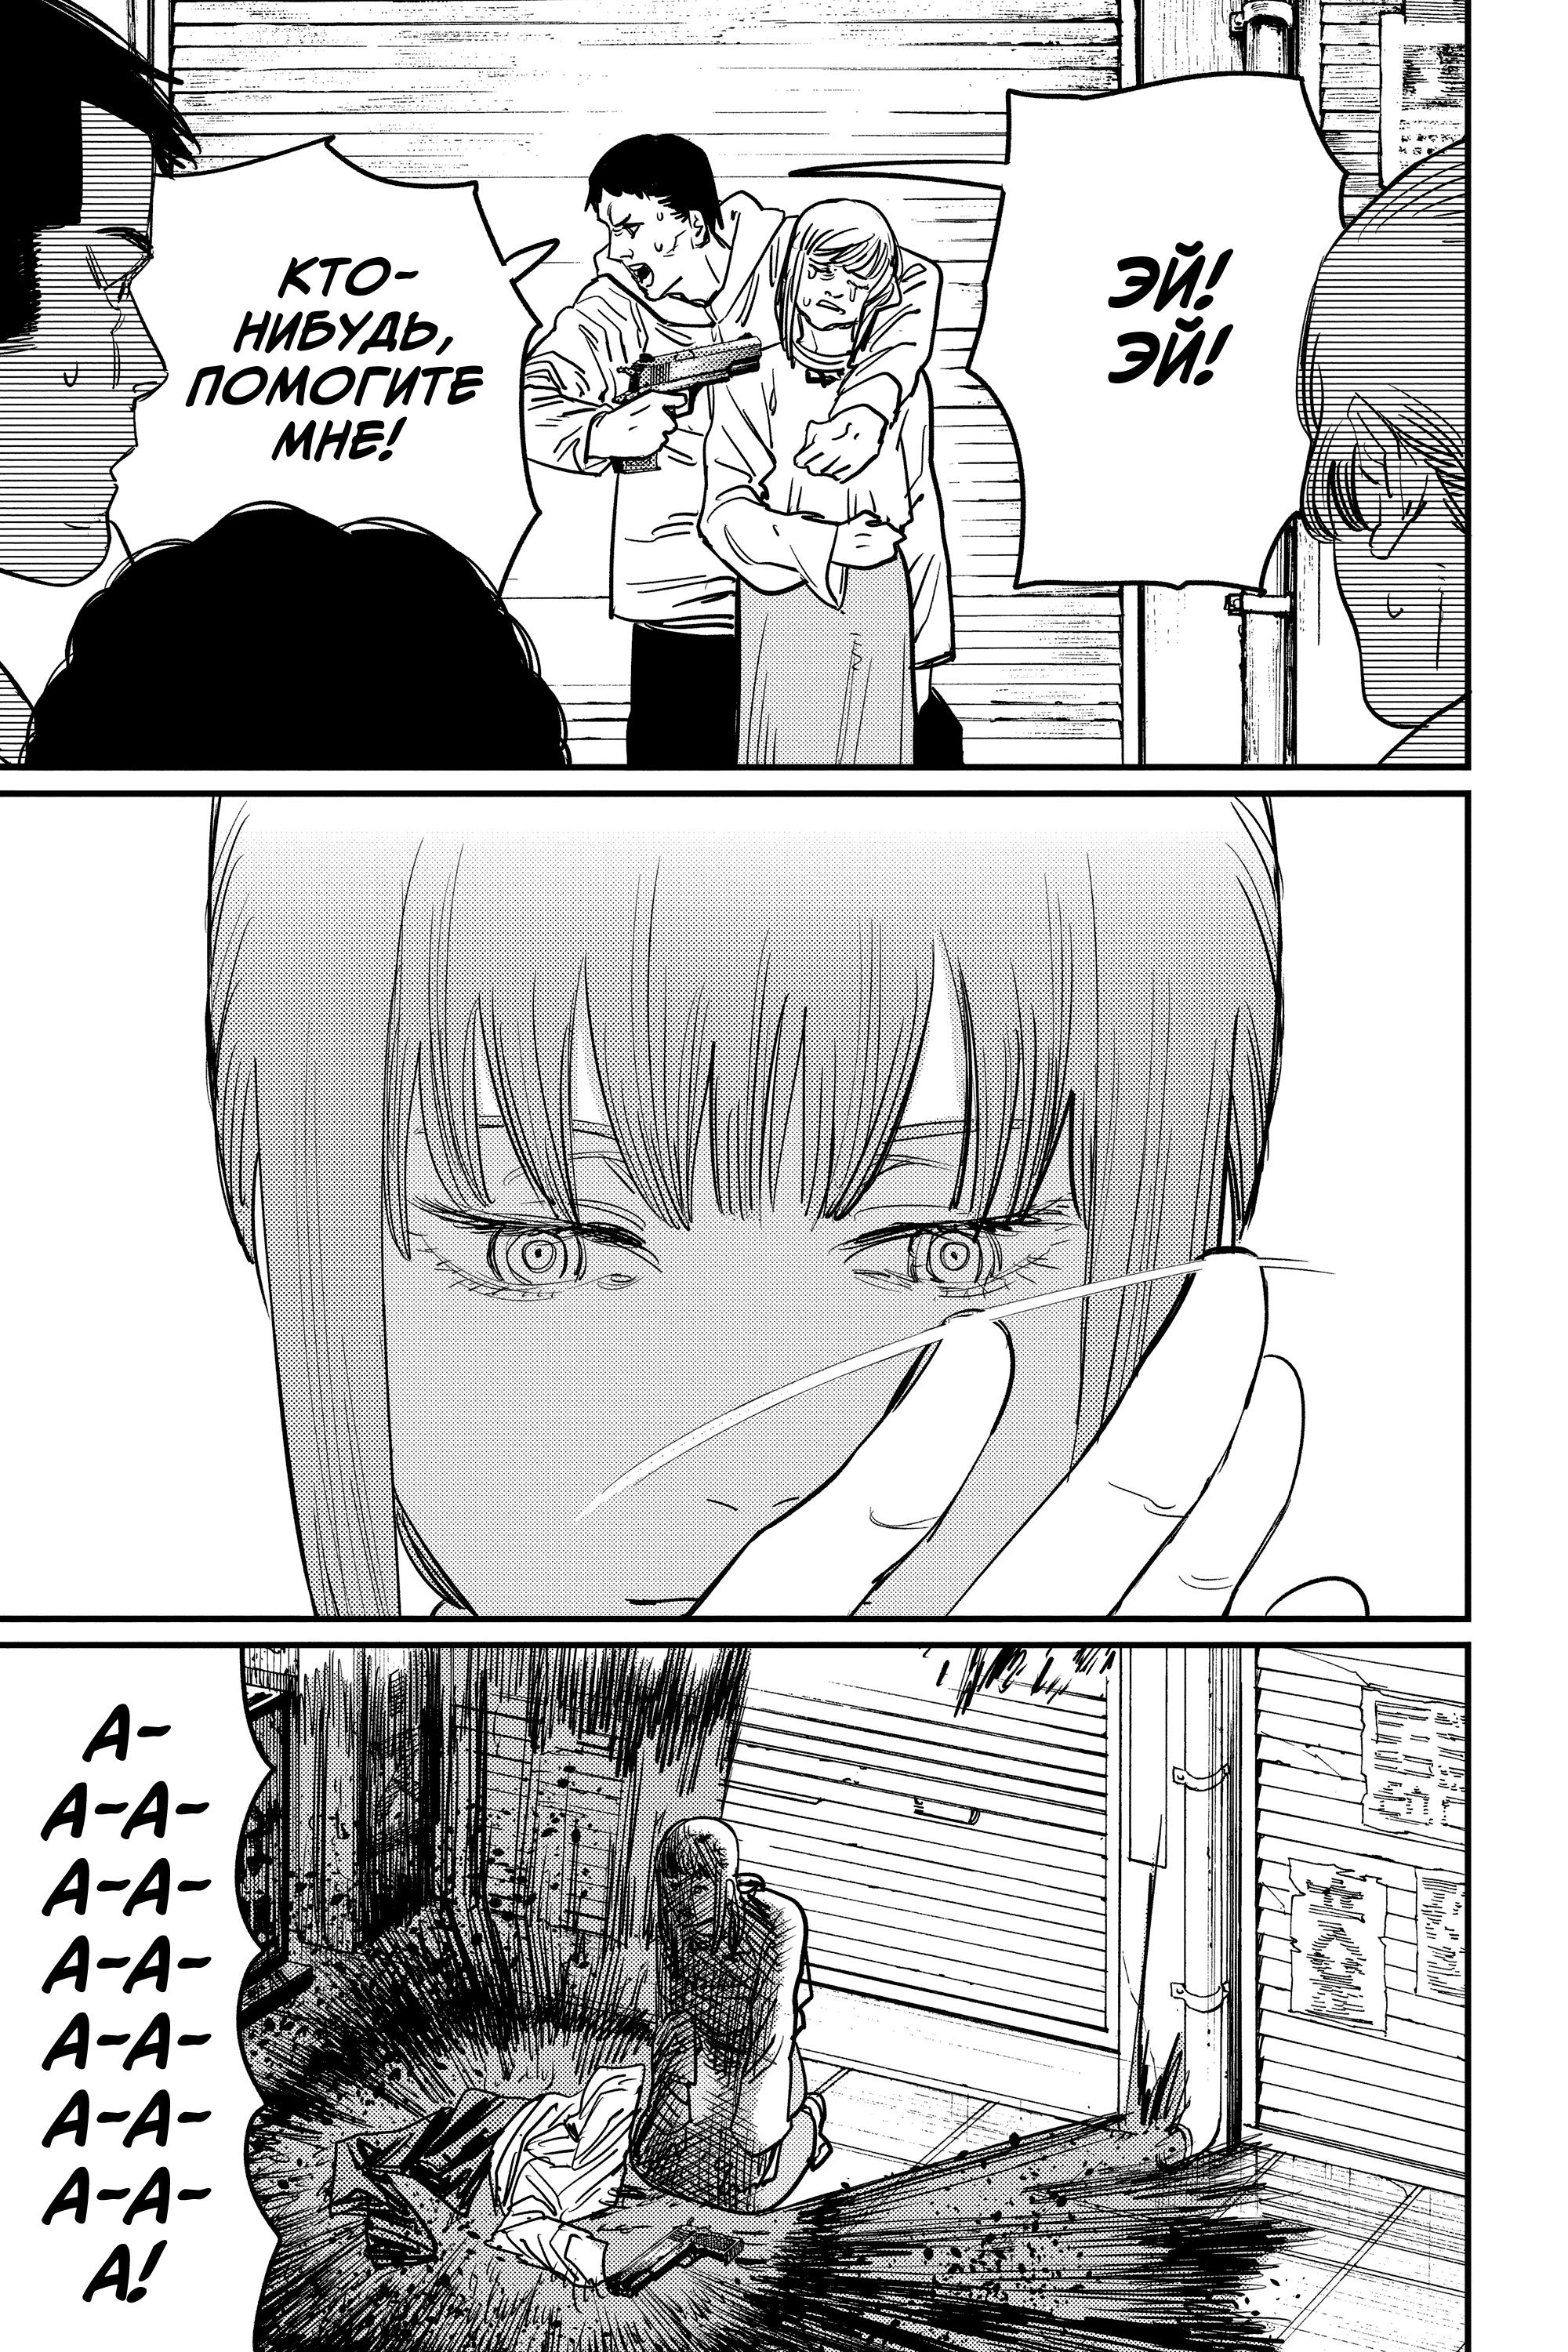 ЭЙ!
ЭЙ!
КТО-
НИБУДЬ,
ПОМОГИТЕ
МНЕ!
А-
А-А-
А-А-
А-А-
А-А-
А-А-
А-А-
А!